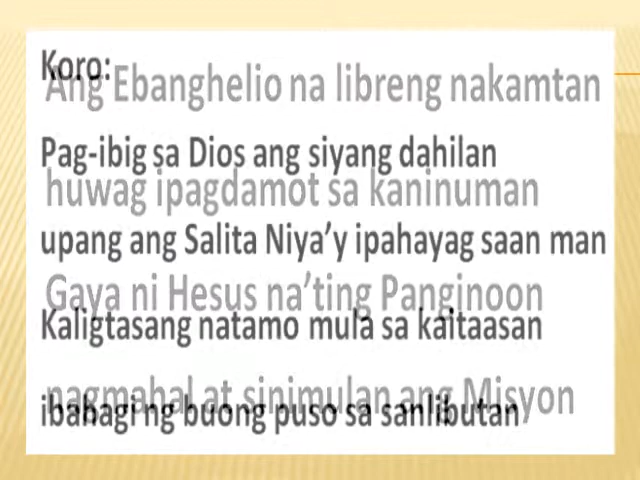 Koro:
Ang Ebanghelio na libreng nakamtan
Pag-ibig sa Dios ang siyang dahilan
huwag ipagdamot sa kaninuman
upang ang Salita Niya’y ipahayag saan man
Gaya ni Hesus na’ting Panginoon
Kaligtasang natamo mula sa kaitaasan
nagmahal at sinimulan ang Misyon
ibabagi ng buong puso sa sanlibutan